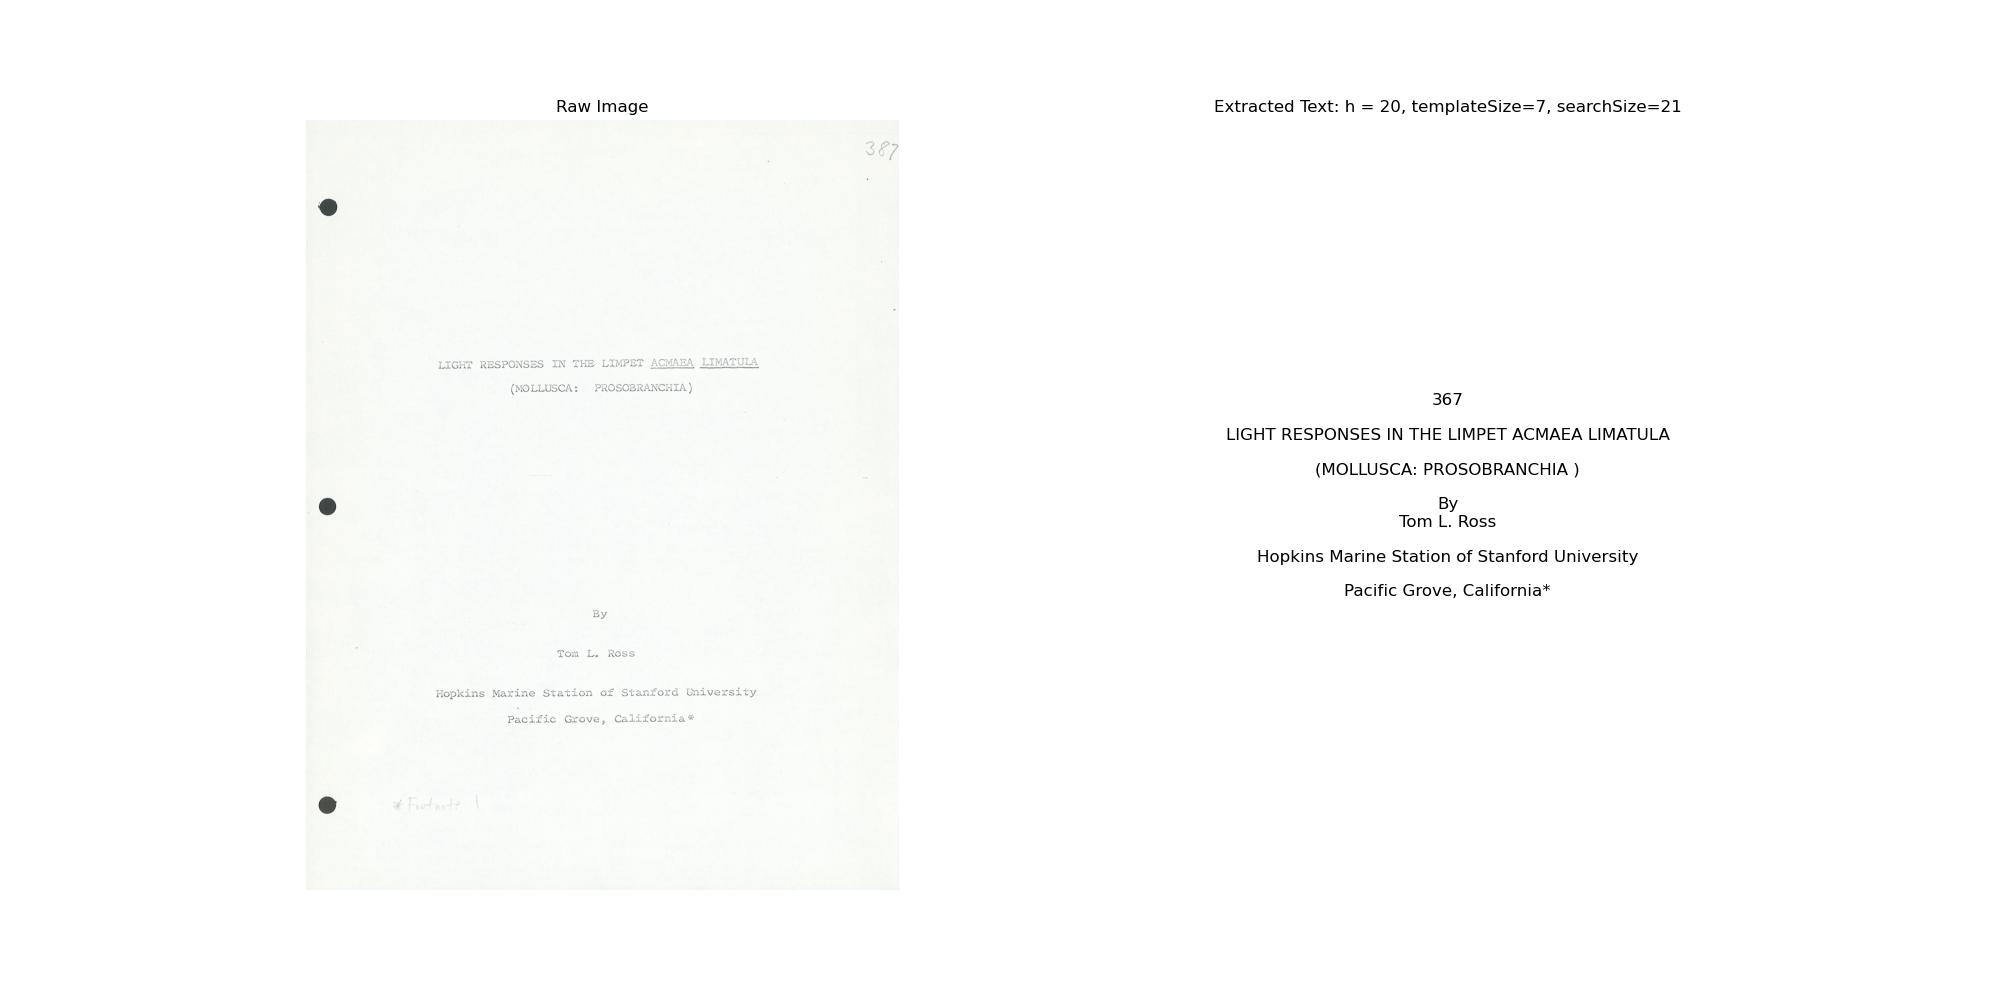 Raw Image
387
LIGHT RESPONSES IN THE LIMPET ACMAEA LIMATULA
(MOLLUSCA: PROSOBRANCHIA)
By
Tom L. Ross
Hopkins Marine Station of Stanford University
Pacific Grove, California*
* Footnote 1
Extracted Text: h = 20, templateSize=7, searchSize=21
367
LIGHT RESPONSES IN THE LIMPET ACMAEA LIMATULA
(MOLLUSCA: PROSOBRANCHIA )
By
Tom L. Ross
Hopkins Marine Station of Stanford University
Pacific Grove, California*